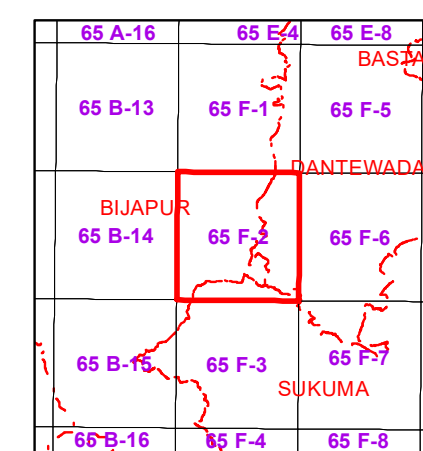 65 A-16 65 E-4 65 E-8
BASTA
65 B-13 65 F-1 65 F-5
DANTEWADA
BIJAPUR
65 B-14 65 F-2 65 F-6
65 B-15 65 F-3 65 F-7
SUKUMA
65 B-16 65 F-4 65 F-8